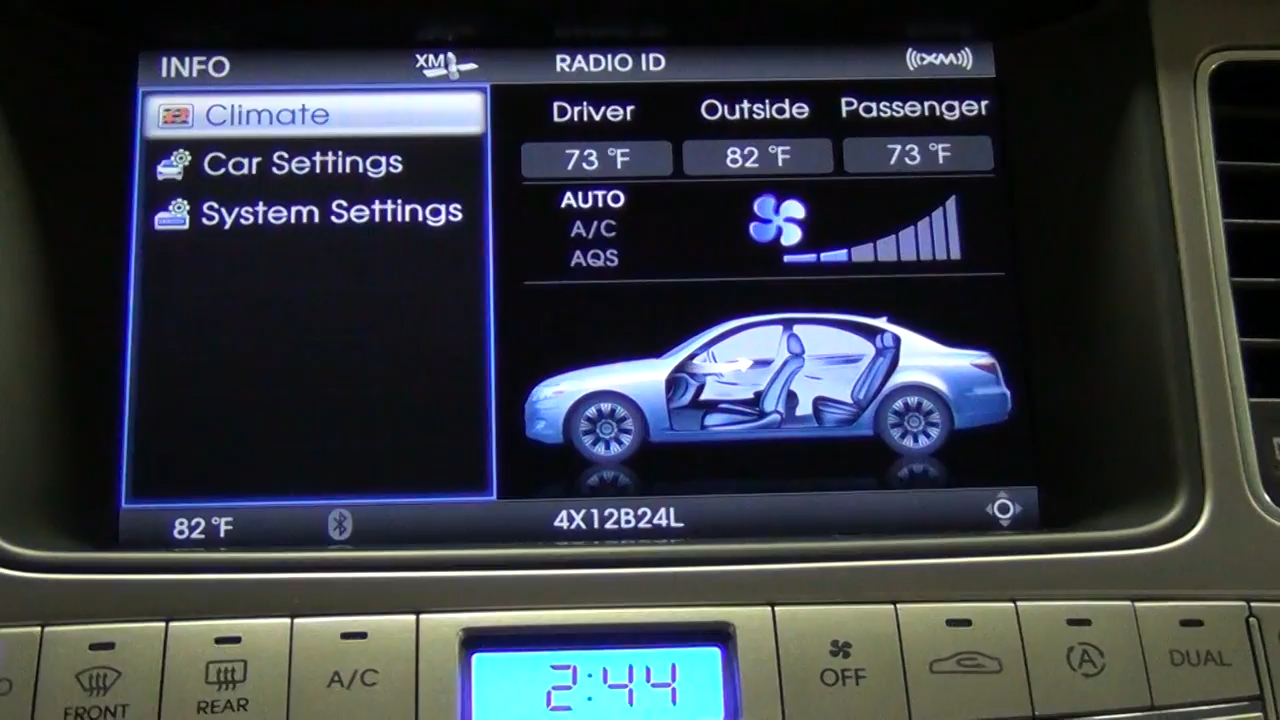 INFO
XM
RADIO ID
((XM))
Climate
Car Settings
System Settings
Driver
Outside
Passenger
73 °F
82 °F
73 °F
AUTO
A/C
AQS
82 °F
4X12B24L
FRONT
REAR
A/C
2:44
OFF
A
DUAL